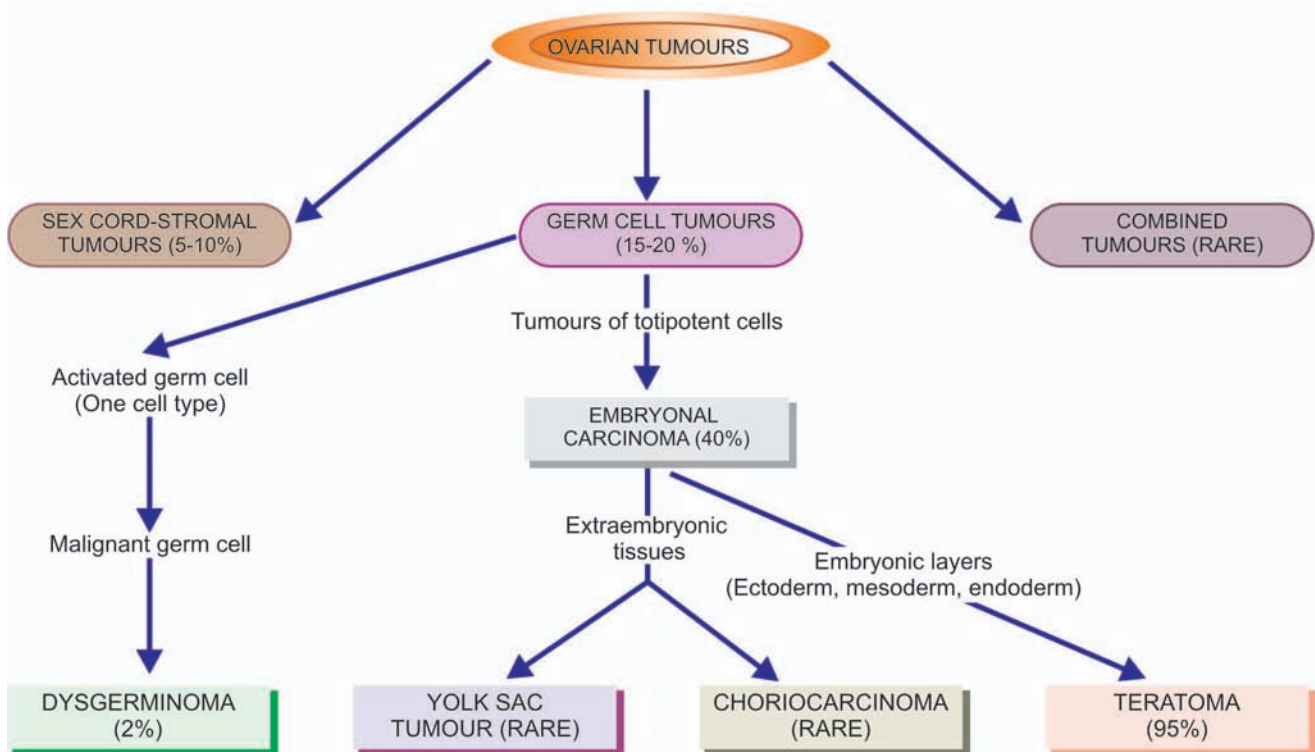 OVARIAN TUMOURS
SEX CORD-STROMAL
TUMOURS (5-10%)
GERM CELL TUMOURS
(15-20 %)
COMBINED
TUMOURS (RARE)
Tumours of totipotent cells
Activated germ cell
(One cell type)
EMBRYONAL
CARCINOMA (40%)
Malignant germ cell
Extraembryonic
tissues
Embryonic layers
(Ectoderm, mesoderm, endoderm)
DYSGERMINOMA
(2%)
YOLK SAC
TUMOUR (RARE)
CHORIOCARCINOMA
(RARE)
TERATOMA
(95%)